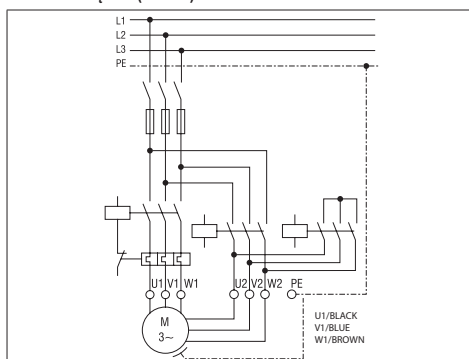 L1
L2
L3
PE
U1 V1 W1 U2 V2 W2 PE
M
3~
U1/BLACK
V1/BLUE
W1/BROWN